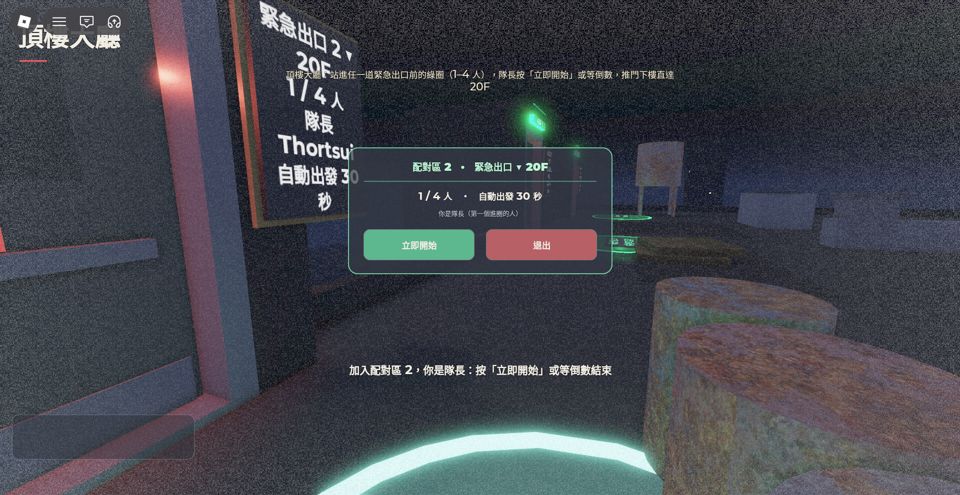 頂樓大廳
緊急出口 2 ▼
20F
1 / 4 人
隊長
Thortsui
自動出發 30
秒
頂樓大廳 站進任一道緊急出口前的綠圈（1–4 人），隊長按「立即開始」或等倒數，推門下樓直達
20F
配對區 2 • 緊急出口 ▼ 20F
1 / 4 人 • 自動出發 30 秒
你是隊長（第一個進圈的人）
立即開始
退出
加入配對區 2，你是隊長：按「立即開始」或等倒數結束